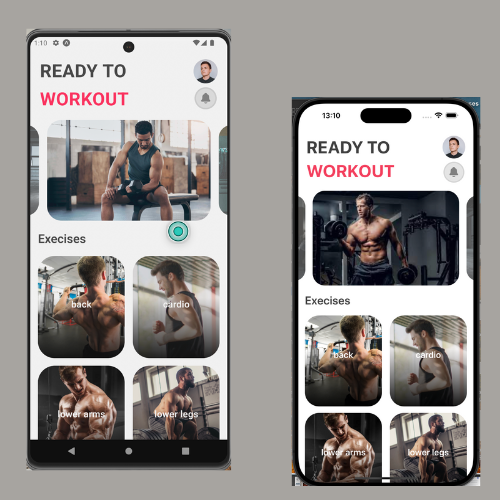 1:10
READY TO
WORKOUT
Execises
back
cardio
lower arms
lower legs
13:10
READY TO
WORKOUT
Execises
back
cardio
lower arms
lower legs